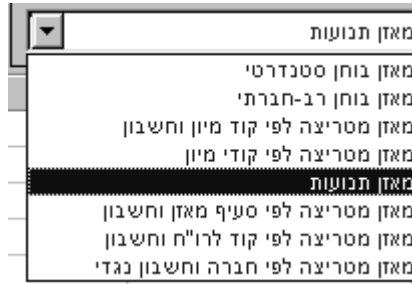 מאזן תנועות
מאזן בוחן סטנדרטי
מאזן בוחן רב-חברתי
מאזן מטריצה לפי קוד מיון וחשבון
מאזן מטריצה לפי קודי מיון
מאזן תנועות
מאזן מטריצה לפי סעיף מאזן וחשבון
מאזן מטריצה לפי קוד לרו"ח וחשבון
מאזן מטריצה לפי חברה וחשבון נגדי